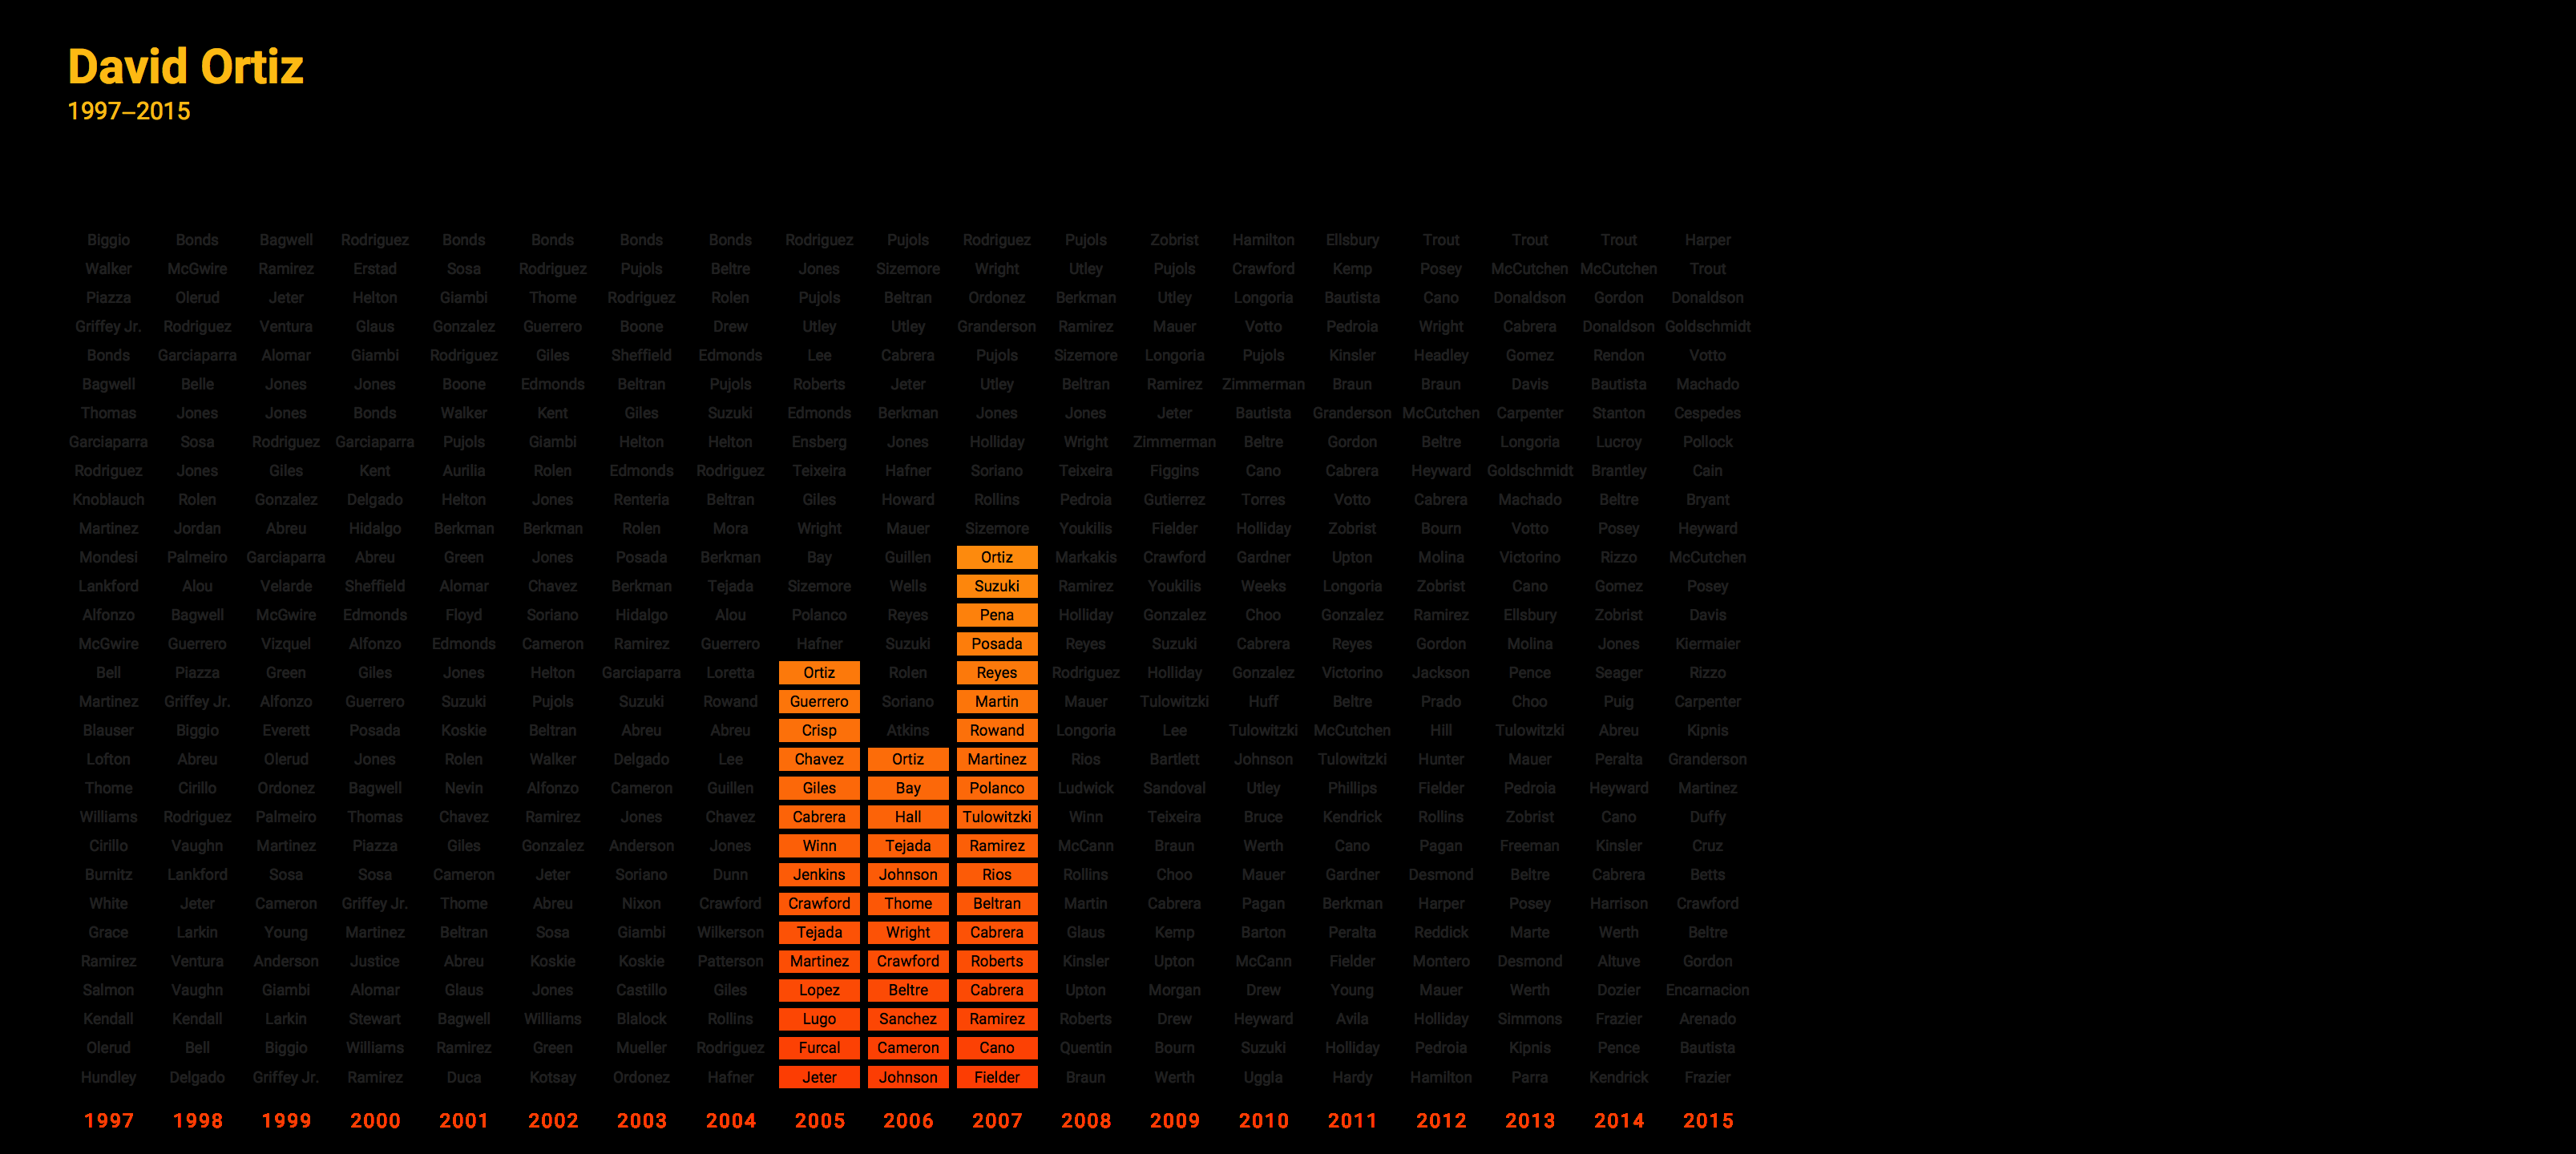 David Ortiz
1997–2015
Biggio Bonds Bagwell Rodriguez Bonds Bonds Bonds Bonds Rodriguez Pujols Rodriguez Pujols Zobrist Hamilton Ellsbury Trout Trout Trout Harper
Walker McGwire Ramirez Erstad Sosa Rodriguez Pujols Beltre Jones Sizemore Wright Utley Pujols Crawford Kemp Posey McCutchen McCutchen Trout
Piazza Olerud Jeter Helton Giambi Thome Rodriguez Rolen Pujols Beltran Ordonez Berkman Utley Longoria Bautista Cano Donaldson Gordon Donaldson
Griffey Jr. Rodriguez Ventura Glaus Gonzalez Guerrero Boone Drew Utley Utley Granderson Ramirez Mauer Votto Pedroia Wright Cabrera Donaldson Goldschmidt
Bonds Garciaparra Alomar Giambi Rodriguez Giles Sheffield Edmonds Lee Cabrera Pujols Sizemore Longoria Pujols Kinsler Headley Gomez Rendon Votto
Bagwell Belle Jones Jones Boone Edmonds Beltran Pujols Roberts Jeter Utley Beltran Ramirez Zimmerman Braun Braun Davis Bautista Machado
Thomas Jones Jones Bonds Walker Kent Giles Suzuki Edmonds Berkman Jones Jones Jeter Bautista Granderson McCutchen Carpenter Stanton Cespedes
Garciaparra Sosa Rodriguez Garciaparra Pujols Giambi Helton Helton Ensberg Jones Holliday Wright Zimmerman Beltre Gordon Beltre Longoria Lucroy Pollock
Rodriguez Jones Giles Kent Aurilia Rolen Edmonds Rodriguez Teixeira Hafner Soriano Teixeira Figgins Cano Cabrera Heyward Goldschmidt Brantley Cain
Knoblauch Rolen Gonzalez Delgado Helton Jones Renteria Beltran Giles Howard Rollins Pedroia Gutierrez Torres Votto Cabrera Machado Beltre Bryant
Martinez Jordan Abreu Hidalgo Berkman Berkman Rolen Mora Wright Mauer Sizemore Youkilis Fielder Holliday Zobrist Bourn Votto Posey Heyward
Mondesi Palmeiro Garciaparra Abreu Green Jones Posada Berkman Bay Guillen Ortiz Markakis Crawford Gardner Upton Molina Victorino Rizzo McCutchen
Lankford Alou Velarde Sheffield Alomar Chavez Berkman Tejada Sizemore Wells Suzuki Ramirez Youkilis Weeks Longoria Zobrist Cano Gomez Posey
Alfonzo Bagwell McGwire Edmonds Floyd Soriano Hidalgo Alou Polanco Reyes Pena Holliday Gonzalez Choo Gonzalez Ramirez Ellsbury Zobrist Davis
McGwire Guerrero Vizquel Alfonzo Edmonds Cameron Ramirez Guerrero Hafner Suzuki Posada Reyes Suzuki Cabrera Reyes Gordon Molina Jones Kiermaier
Bell Piazza Green Giles Jones Helton Garciaparra Loretta Ortiz Rolen Reyes Rodriguez Holliday Gonzalez Victorino Jackson Pence Seager Rizzo
Martinez Griffey Jr. Alfonzo Guerrero Suzuki Pujols Suzuki Rowand Guerrero Soriano Martin Mauer Tulowitzki Huff Beltre Prado Choo Puig Carpenter
Blauser Biggio Everett Posada Koskie Beltran Abreu Abreu Crisp Atkins Rowand Longoria Lee Tulowitzki McCutchen Hill Tulowitzki Abreu Kipnis
Lofton Abreu Olerud Jones Rolen Walker Delgado Lee Chavez Ortiz Martinez Rios Bartlett Johnson Tulowitzki Hunter Mauer Peralta Granderson
Thome Cirillo Ordonez Bagwell Nevin Alfonzo Cameron Guillen Giles Bay Polanco Ludwick Sandoval Utley Phillips Fielder Pedroia Heyward Martinez
Williams Rodriguez Palmeiro Thomas Chavez Ramirez Jones Chavez Cabrera Hall Tulowitzki Winn Teixeira Bruce Kendrick Rollins Zobrist Cano Duffy
Cirillo Vaughn Martinez Piazza Giles Gonzalez Anderson Jones Winn Tejada Ramirez McCann Braun Werth Cano Pagan Freeman Kinsler Cruz
Burnitz Lankford Sosa Sosa Cameron Jeter Soriano Dunn Jenkins Johnson Rios Rollins Choo Mauer Gardner Desmond Beltre Cabrera Betts
White Jeter Cameron Griffey Jr. Thome Abreu Nixon Crawford Crawford Thome Beltran Martin Cabrera Pagan Berkman Harper Posey Harrison Crawford
Grace Larkin Young Martinez Beltran Sosa Giambi Wilkerson Tejada Wright Cabrera Glaus Kemp Barton Peralta Reddick Marte Werth Beltre
Ramirez Ventura Anderson Justice Abreu Koskie Koskie Patterson Martinez Crawford Roberts Kinsler Upton McCann Fielder Montero Desmond Altuve Gordon
Salmon Vaughn Giambi Alomar Glaus Jones Castillo Giles Lopez Beltre Cabrera Upton Morgan Drew Young Mauer Werth Dozier Encarnacion
Kendall Kendall Larkin Stewart Bagwell Williams Blalock Rollins Lugo Sanchez Ramirez Roberts Drew Heyward Avila Holliday Simmons Frazier Arenado
Olerud Bell Biggio Williams Ramirez Green Mueller Rodriguez Furcal Cameron Cano Quentin Bourn Suzuki Holliday Pedroia Kipnis Pence Bautista
Hundley Delgado Griffey Jr. Ramirez Duca Kotsay Ordonez Hafner Jeter Johnson Fielder Braun Werth Uggla Hardy Hamilton Parra Kendrick Frazier
1997 1998 1999 2000 2001 2002 2003 2004 2005 2006 2007 2008 2009 2010 2011 2012 2013 2014 2015